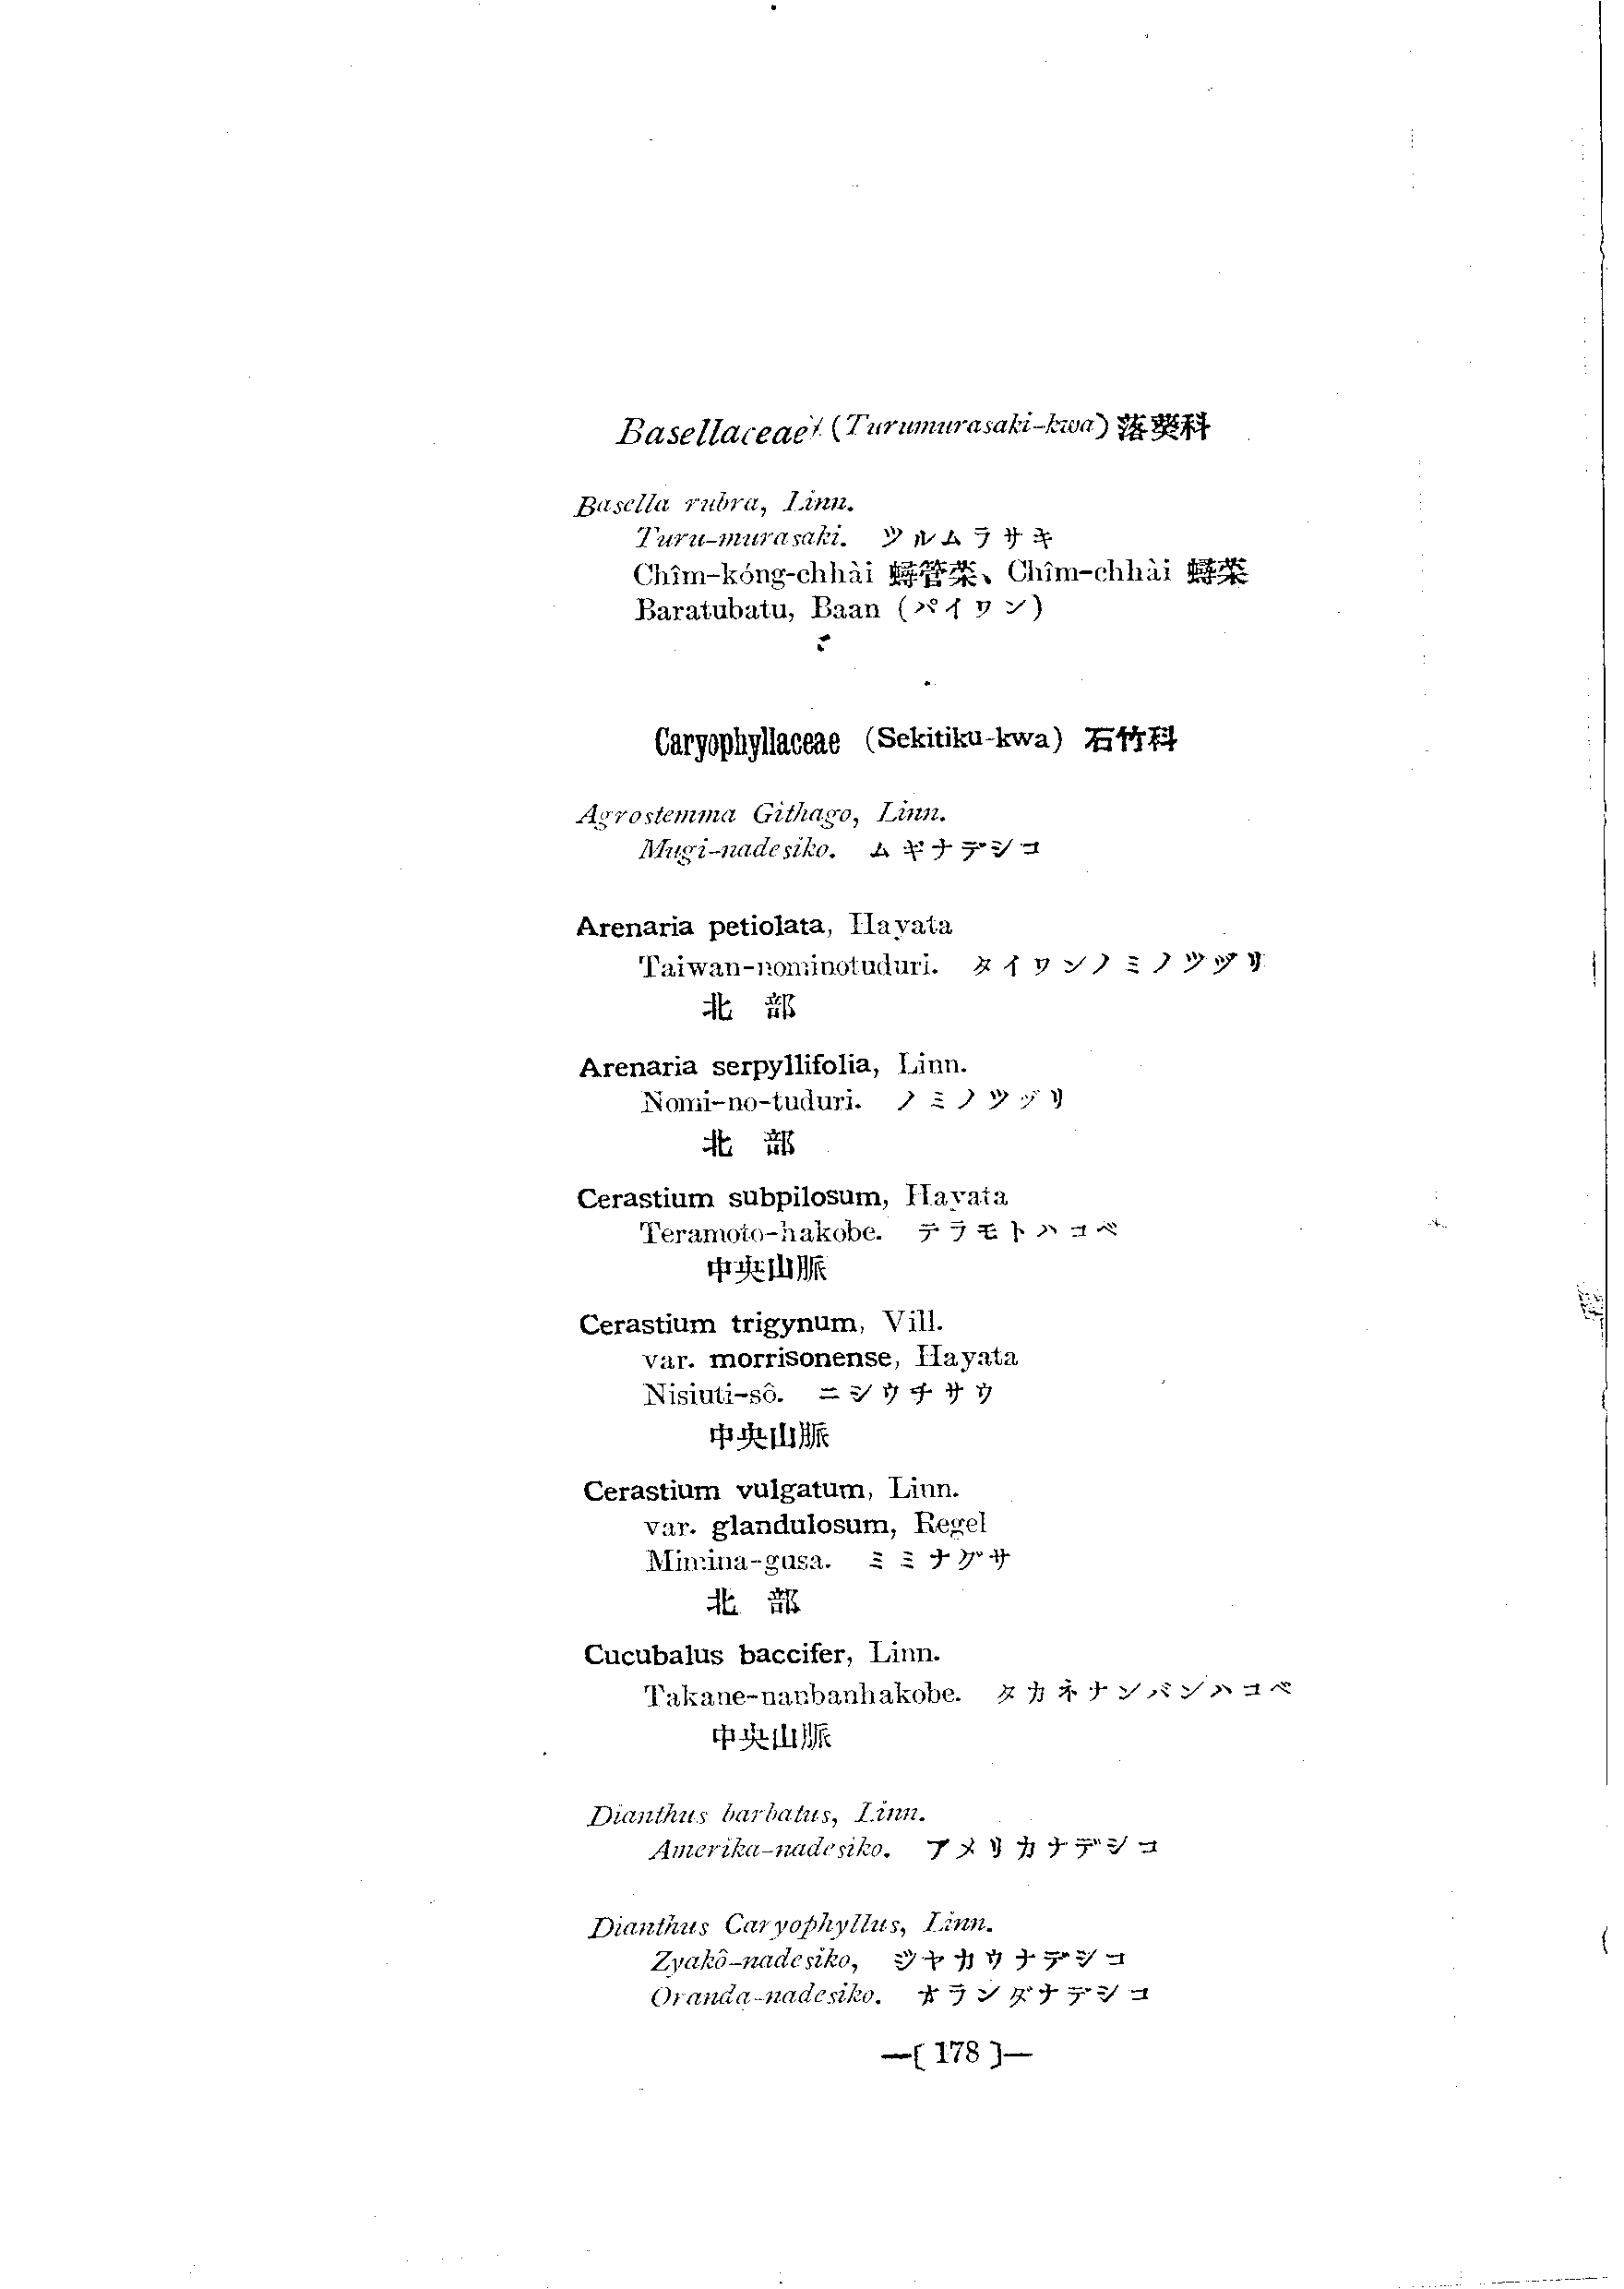 Basellaceae (Turumurasaki-kwa) 落葵科
Basella rubra, Linn.
Turu-murasaki. ツルムラサキ
Chîm-kóng-chhài 蟳管菜、Chîm-chhài 蟳菜
Baratubatu, Baan (パイワン)
Caryophyllaceae (Sekitiku-kwa) 石竹科
Agrostemma Githago, Linn.
Mugi-nadesiko. ムギナデシコ
Arenaria petiolata, Hayata
Taiwan-nominotuduri. タイワンノミノツヅリ
北 部
Arenaria serpyllifolia, Linn.
Nomi-no-tuduri. ノミノツヅリ
北 部
Cerastium subpilosum, Hayata
Teramoto-hakobe. テラモトハコベ
中央山脈
Cerastium trigynum, Vill.
var. morrisonense, Hayata
Nisiuti-sô. ニシウチサウ
中央山脈
Cerastium vulgatum, Linn.
var. glandulosum, Regel
Mimina-gusa. ミミナグサ
北 部
Cucubalus baccifer, Linn.
Takane-nanbanhakobe. タカネナンバンハコベ
中央山脈
Dianthus barbatus, Linn.
Amerika-nadesiko. アメリカナデシコ
Dianthus Caryophyllus, Linn.
Zyakô-nadesiko, ジヤカウナデシコ
Oranda-nadesiko. オランダナデシコ
—( 178 )—